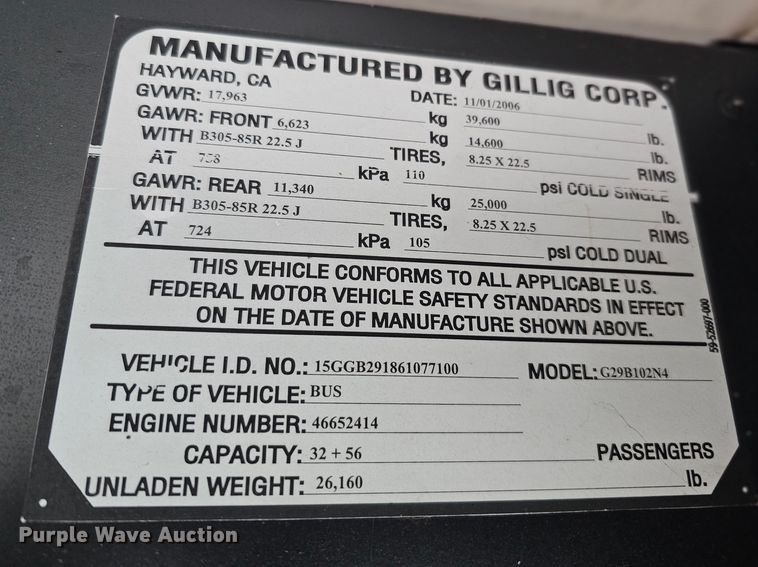 MANUFACTURED BY GILLIG CORP.
HAYWARD, CA DATE: 11/01/2006
GVWR: 17,963 kg 39,600 lb.
GAWR: FRONT 6,623 kg 14,600 lb.
WITH B305-85R 22.5 J TIRES, 8.25 X 22.5 RIMS
AT 758 kPa 110 psi COLD SINGLE
GAWR: REAR 11,340 kg 25,000 lb.
WITH B305-85R 22.5 J TIRES, 8.25 X 22.5 RIMS
AT 724 kPa 105 psi COLD DUAL
THIS VEHICLE CONFORMS TO ALL APPLICABLE U.S.
FEDERAL MOTOR VEHICLE SAFETY STANDARDS IN EFFECT
ON THE DATE OF MANUFACTURE SHOWN ABOVE.
59-52697-000
VEHICLE I.D. NO.: 15GGB291861077100 MODEL: G29B102N4
TYPE OF VEHICLE: BUS
ENGINE NUMBER: 46652414
CAPACITY: 32 + 56 PASSENGERS
UNLADEN WEIGHT: 26,160 lb.
Purple Wave Auction